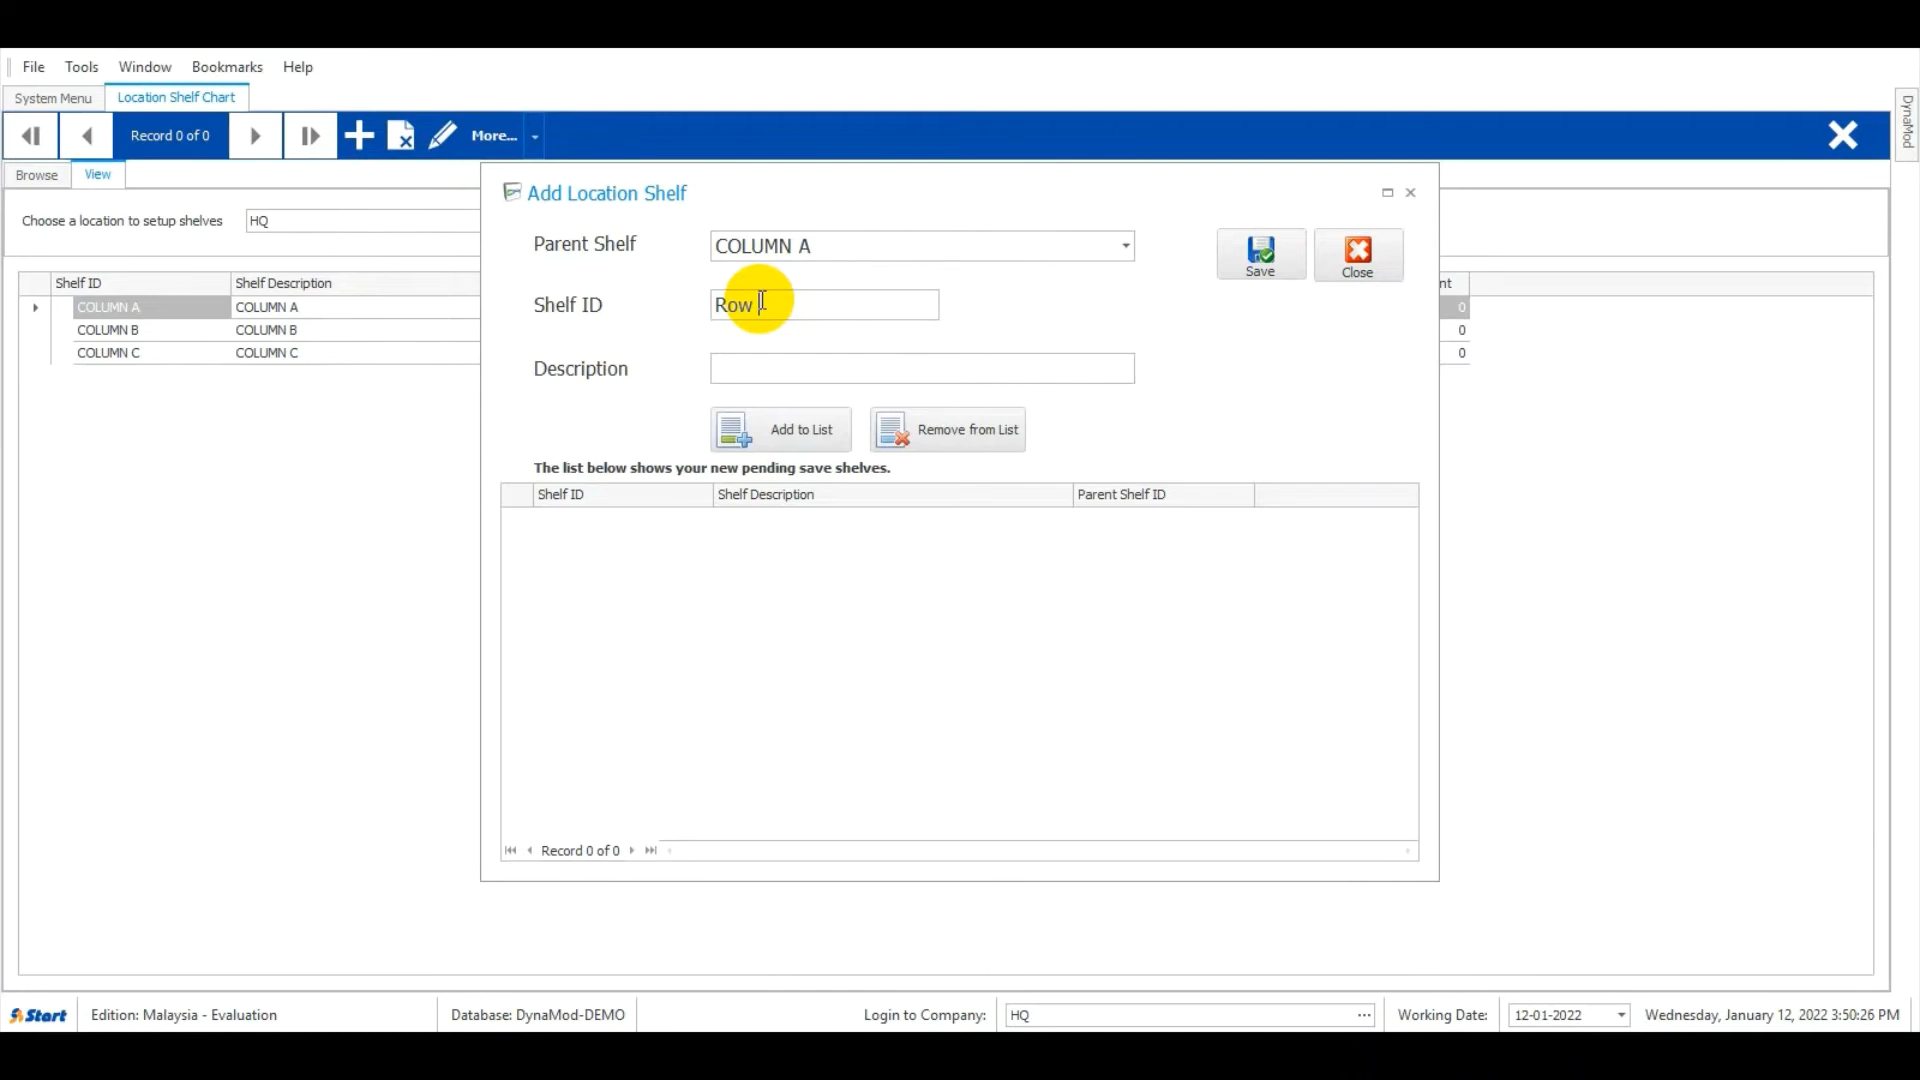 File Tools Window Bookmarks Help
System Menu Location Shelf Chart
Record 0 of 0 More...
DynaMod
Browse View
Choose a location to setup shelves HQ
Shelf ID Shelf Description nt
COLUMN A COLUMN A 0
COLUMN B COLUMN B 0
COLUMN C COLUMN C 0
Add Location Shelf
Parent Shelf COLUMN A
Save Close
Shelf ID Row
Description
Add to List Remove from List
The list below shows your new pending save shelves.
Shelf ID Shelf Description Parent Shelf ID
Record 0 of 0
Start Edition: Malaysia - Evaluation Database: DynaMod-DEMO Login to Company: HQ ... Working Date: 12-01-2022 Wednesday, January 12, 2022 3:50:26 PM